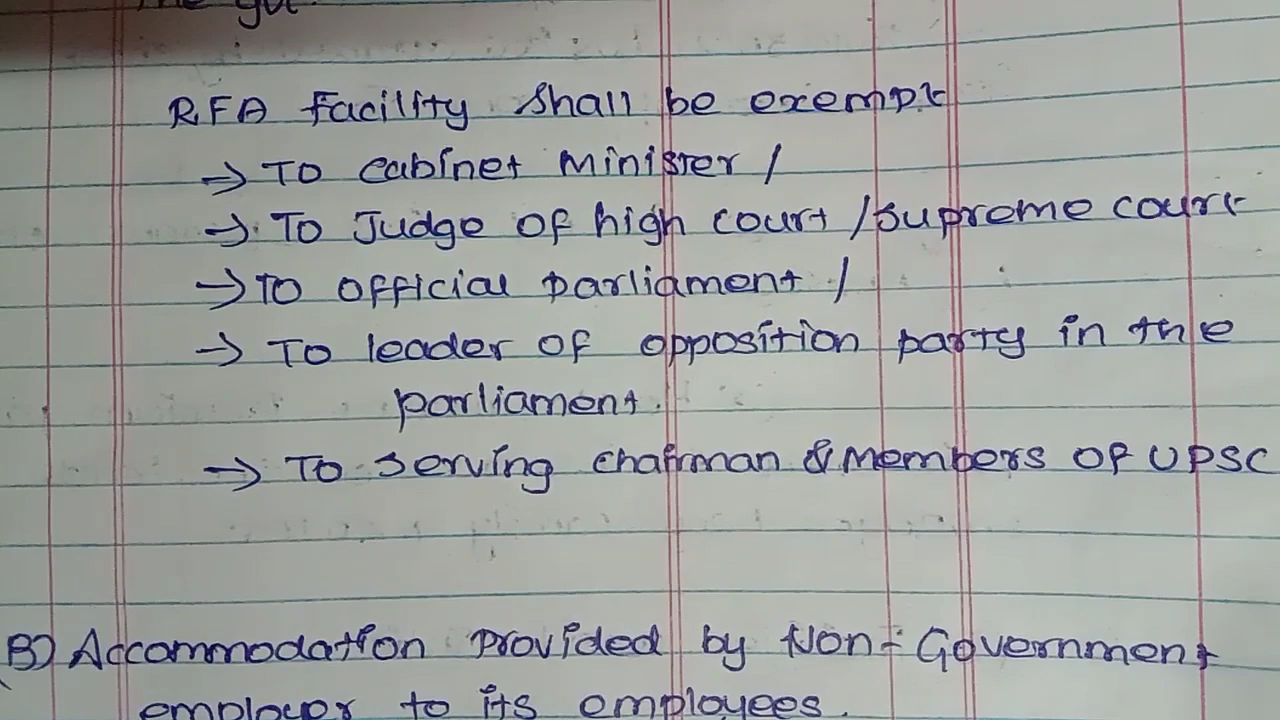 the gov
RFA facility shall be exempt
→ To cabinet minister /
→ To Judge of high court / supreme court
→ To official parliament /
→ To leader of opposition party in the
parliament.
→ To serving chairman & members of UPSC
B) Accommodation provided by Non-Government
employer to its employees.